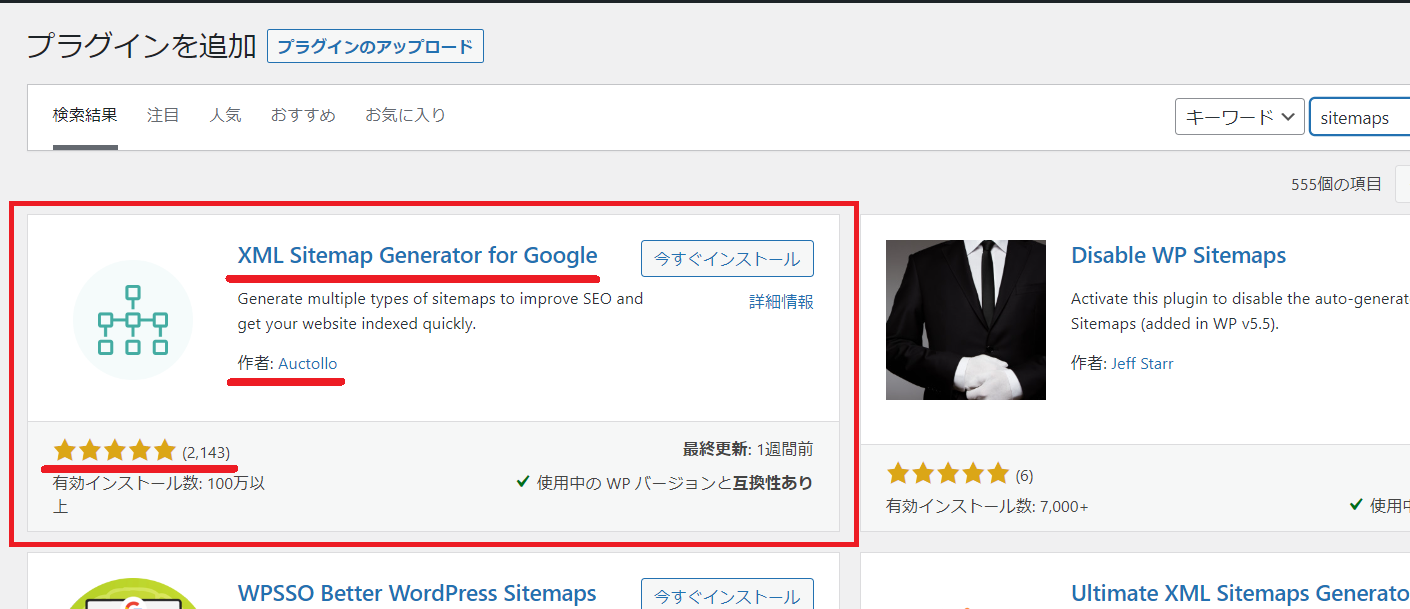 プラグインを追加 プラグインのアップロード
検索結果 注目 人気 おすすめ お気に入り キーワード sitemaps
555個の項目
XML Sitemap Generator for Google
今すぐインストール
Generate multiple types of sitemaps to improve SEO and
get your website indexed quickly.
詳細情報
作者: Auctollo
(2,143)
最終更新: 1週間前
有効インストール数: 100万以
上
使用中の WP バージョンと互換性あり
Disable WP Sitemaps
Activate this plugin to disable the auto-generat
Sitemaps (added in WP v5.5).
作者: Jeff Starr
(6)
有効インストール数: 7,000+
使用中
WPSSO Better WordPress Sitemaps
今すぐインストール
Ultimate XML Sitemaps Generato